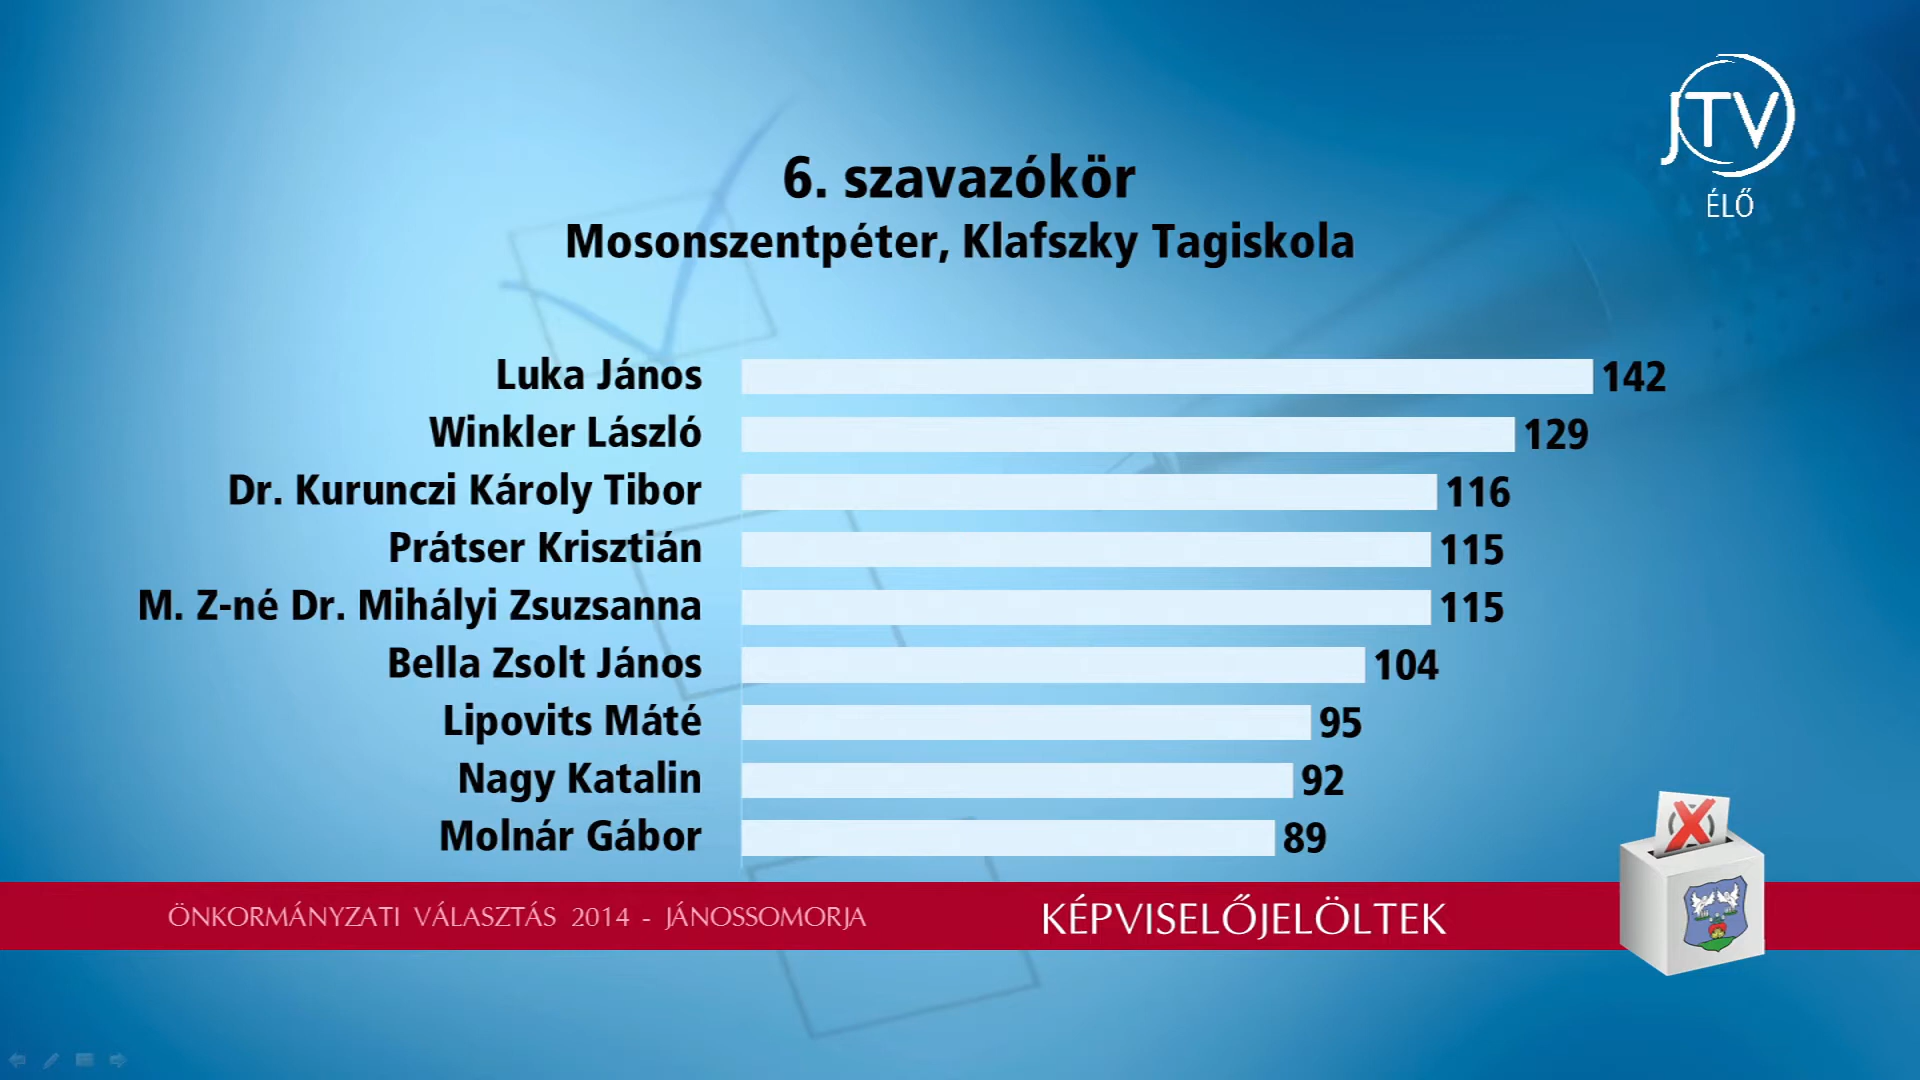 JTV
ÉLŐ
6. szavazókör
Mosonszentpéter, Klafszky Tagiskola
Luka János 142
Winkler László 129
Dr. Kurunczi Károly Tibor 116
Prátser Krisztián 115
M. Z-né Dr. Mihályi Zsuzsanna 115
Bella Zsolt János 104
Lipovits Máté 95
Nagy Katalin 92
Molnár Gábor 89
ÖNKORMÁNYZATI VÁLASZTÁS 2014 - JÁNOSSOMORJA KÉPVISELŐJELÖLTEK